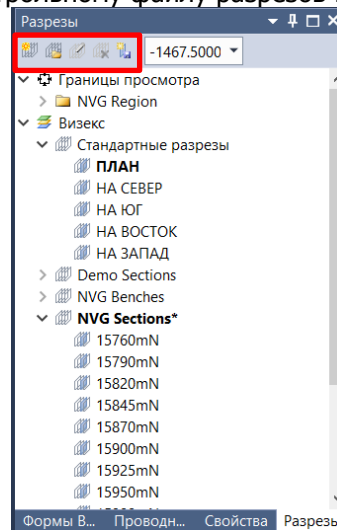 Разрезы
-1467.5000
Границы просмотра
NVG Region
Визекс
Стандартные разрезы
ПЛАН
НА СЕВЕР
НА ЮГ
НА ВОСТОК
НА ЗАПАД
Demo Sections
NVG Benches
NVG Sections*
15760mN
15790mN
15820mN
15845mN
15870mN
15900mN
15925mN
15950mN
Формы В... Проводн... Свойства Разрезы